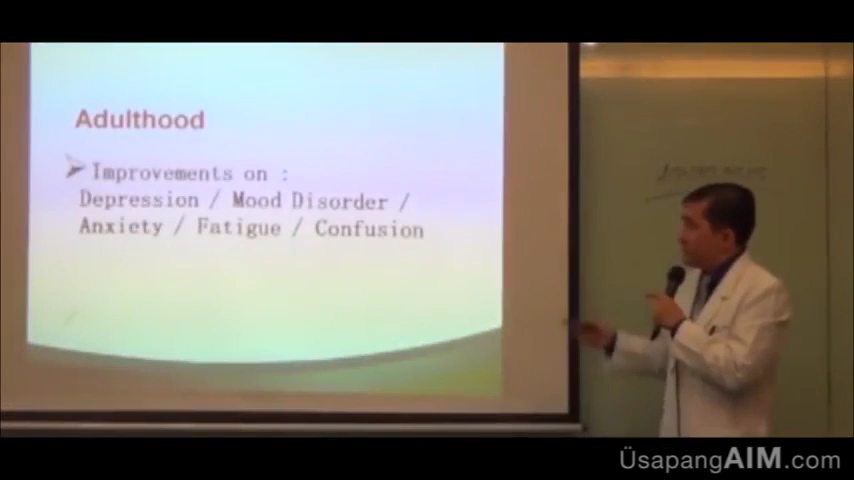 Adulthood
Improvements on :
Depression / Mood Disorder /
Anxiety / Fatigue / Confusion
ÜsapangAIM.com